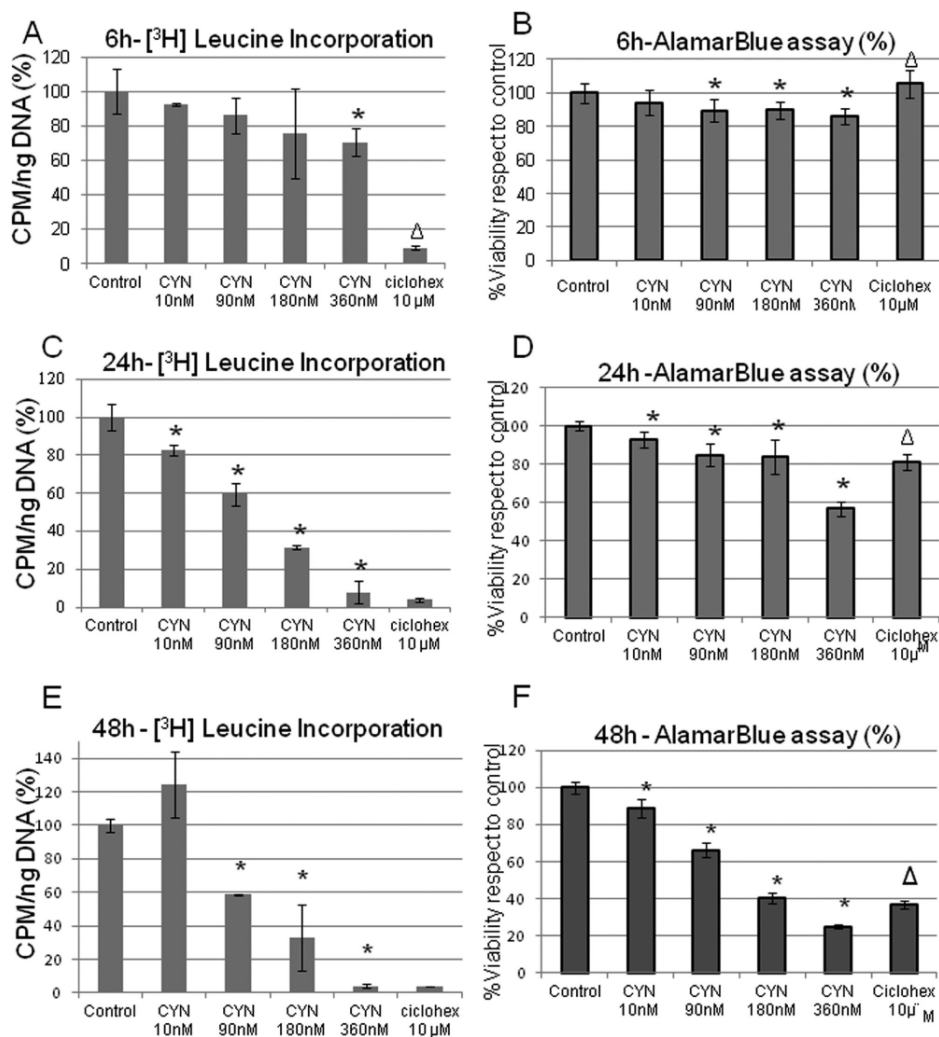 A
6h- [³H] Leucine Incorporation
CPM/ng DNA (%)
120
100
80
60
40
20
0
*
Δ
Control CYN 10nM CYN 90nM CYN 180nM CYN 360nM ciclohex 10 µM
B
6h-AlamarBlue assay (%)
%Viability respect to control
120
100
80
60
40
20
0
* * * Δ
Control CYN 10nM CYN 90nM CYN 180nM CYN 360nM Ciclohex 10µM
C
24h- [³H] Leucine Incorporation
CPM/ng DNA (%)
120
100
80
60
40
20
0
* * * *
Control CYN 10nM CYN 90nM CYN 180nM CYN 360nM ciclohex 10 µM
D
24h -AlamarBlue assay (%)
%Viability respect to control
120
100
80
60
40
20
0
* * * * Δ
Control CYN 10nM CYN 90nM CYN 180nM CYN 360nM Ciclohex 10µM
E
48h - [³H] Leucine Incorporation
CPM/ng DNA (%)
140
120
100
80
60
40
20
0
* * *
Control CYN 10nM CYN 90nM CYN 180nM CYN 360nM ciclohex 10 µM
F
48h - AlamarBlue assay (%)
%Viability respect to control
120
100
80
60
40
20
0
* * * * Δ
Control CYN 10nM CYN 90nM CYN 180nM CYN 360nM Ciclohex 10µ" M